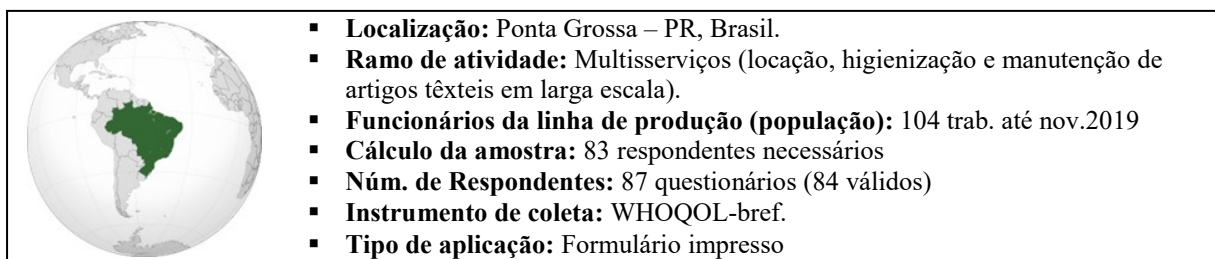 ▪ Localização: Ponta Grossa – PR, Brasil.
▪ Ramo de atividade: Multisserviços (locação, higienização e manutenção de
artigos têxteis em larga escala).
▪ Funcionários da linha de produção (população): 104 trab. até nov.2019
▪ Cálculo da amostra: 83 respondentes necessários
▪ Núm. de Respondentes: 87 questionários (84 válidos)
▪ Instrumento de coleta: WHOQOL-bref.
▪ Tipo de aplicação: Formulário impresso